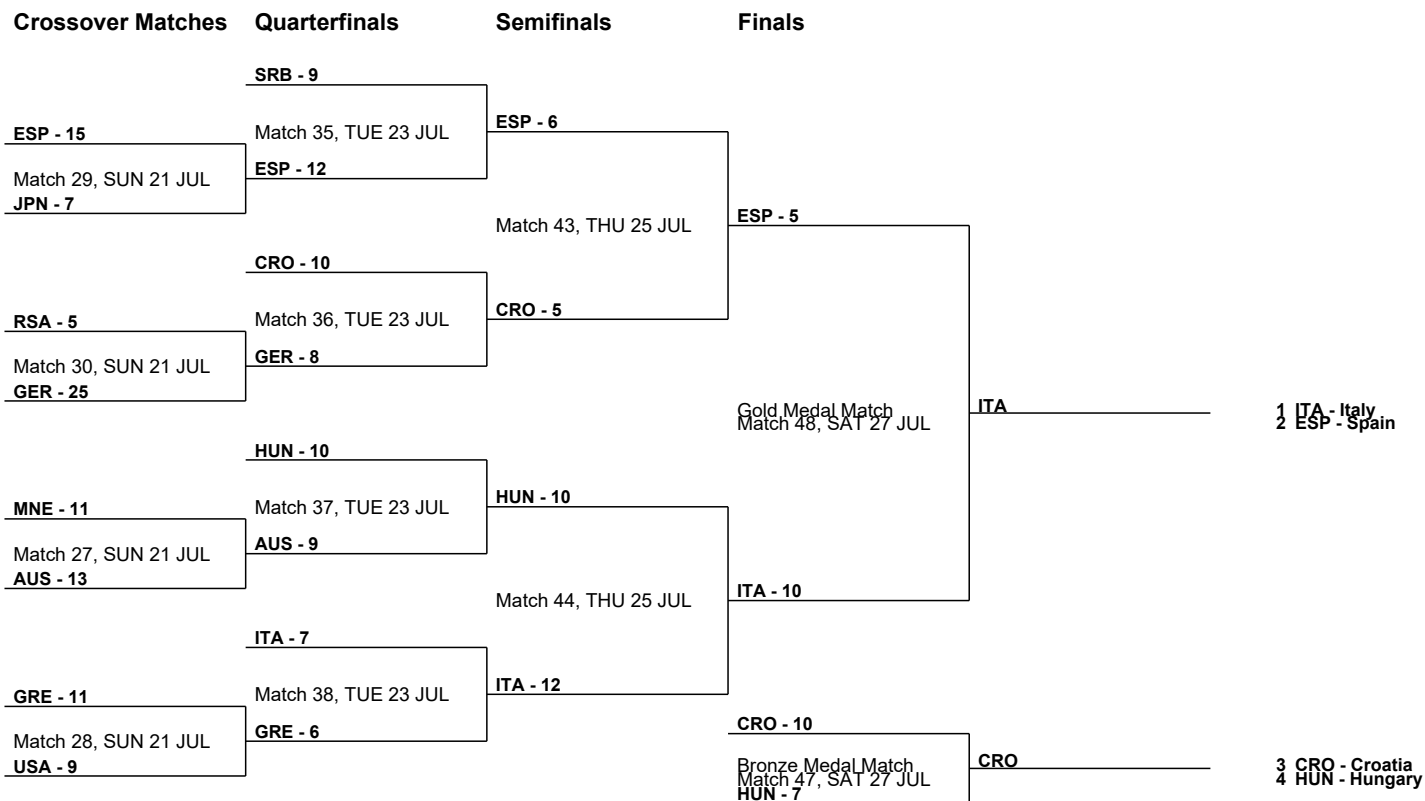 Crossover Matches Quarterfinals Semifinals Finals
SRB - 9
ESP - 15
Match 35, TUE 23 JUL
ESP - 6
Match 29, SUN 21 JUL
ESP - 12
JPN - 7
Match 43, THU 25 JUL
ESP - 5
CRO - 10
RSA - 5
Match 36, TUE 23 JUL
CRO - 5
Match 30, SUN 21 JUL
GER - 8
GER - 25
Gold Medal Match
Match 48, SAT 27 JUL
ITA
1 ITA - Italy
2 ESP - Spain
HUN - 10
MNE - 11
Match 37, TUE 23 JUL
HUN - 10
Match 27, SUN 21 JUL
AUS - 9
AUS - 13
Match 44, THU 25 JUL
ITA - 10
ITA - 7
GRE - 11
Match 38, TUE 23 JUL
ITA - 12
Match 28, SUN 21 JUL
GRE - 6
USA - 9
CRO - 10
Bronze Medal Match
Match 47, SAT 27 JUL
HUN - 7
CRO
3 CRO - Croatia
4 HUN - Hungary